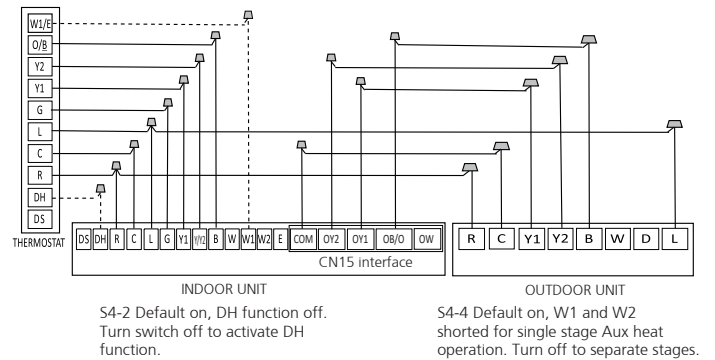 W1/E
O/B
Y2
Y1
G
L
C
R
DH
DS
THERMOSTAT
DS DH R C L G Y1 Y/Y2 B W W1 W2 E COM OY2 OY1 OB/O OW
CN15 interface
INDOOR UNIT
R C Y1 Y2 B W D L
OUTDOOR UNIT
S4-2 Default on, DH function off.
Turn switch off to activate DH
function.
S4-4 Default on, W1 and W2
shorted for single stage Aux heat
operation. Turn off to separate stages.